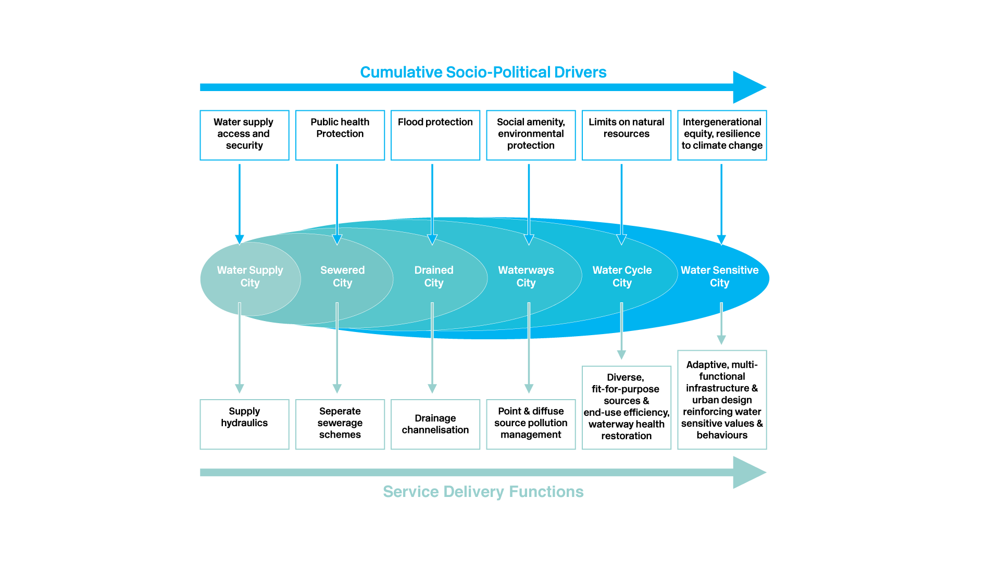 Cumulative Socio-Political Drivers
Water supply
access and
security
Public health
Protection
Flood protection
Social amenity,
environmental
protection
Limits on natural
resources
Intergenerational
equity, resilience
to climate change
Water Supply
City
Sewered
City
Drained
City
Waterways
City
Water Cycle
City
Water Sensitive
City
Supply
hydraulics
Seperate
sewerage
schemes
Drainage
channelisation
Point & diffuse
source pollution
management
Diverse,
fit-for-purpose
sources &
end-use efficiency,
waterway health
restoration
Adaptive, multi-
functional
infrastructure &
urban design
reinforcing water
sensitive values &
behaviours
Service Delivery Functions